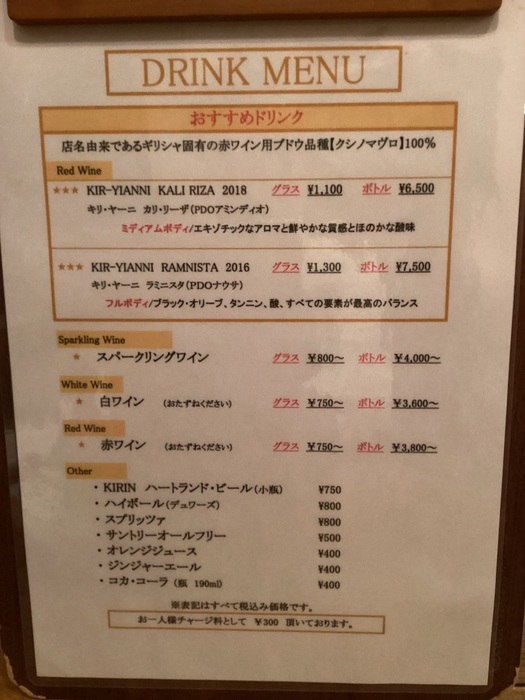 DRINK MENU
おすすめドリンク
店名由来であるギリシャ固有の赤ワイン用ブドウ品種【クシノマヴロ】100%
Red Wine
★★★ KIR-YIANNI KALI RIZA 2018 グラス ¥1,100 ボトル ¥6,500
キリ・ヤーニ カリ・リーザ(PDOアミンディオ)
ミディアムボディ/エキゾチックなアロマと鮮やかな質感とほのかな酸味
★★★ KIR-YIANNI RAMNISTA 2016 グラス ¥1,300 ボトル ¥7,500
キリ・ヤーニ ラミニスタ(PDOナウサ)
フルボディ/ブラック・オリーブ、タンニン、酸、すべての要素が最高のバランス
Sparkling Wine
★ スパークリングワイン グラス ¥800～ ボトル ¥4,000～
White Wine
★ 白ワイン (おたずねください) グラス ¥750～ ボトル ¥3,600～
Red Wine
★ 赤ワイン (おたずねください) グラス ¥750～ ボトル ¥3,800～
Other
・KIRIN ハートランド・ビール(小瓶) ¥750
・ハイボール(デュワーズ) ¥800
・スプリッツァ ¥800
・サントリーオールフリー ¥500
・オレンジジュース ¥400
・ジンジャーエール ¥400
・コカ・コーラ(瓶 190ml) ¥400
※表記はすべて税込み価格です。
お一人様チャージ料として ¥300 頂いております。